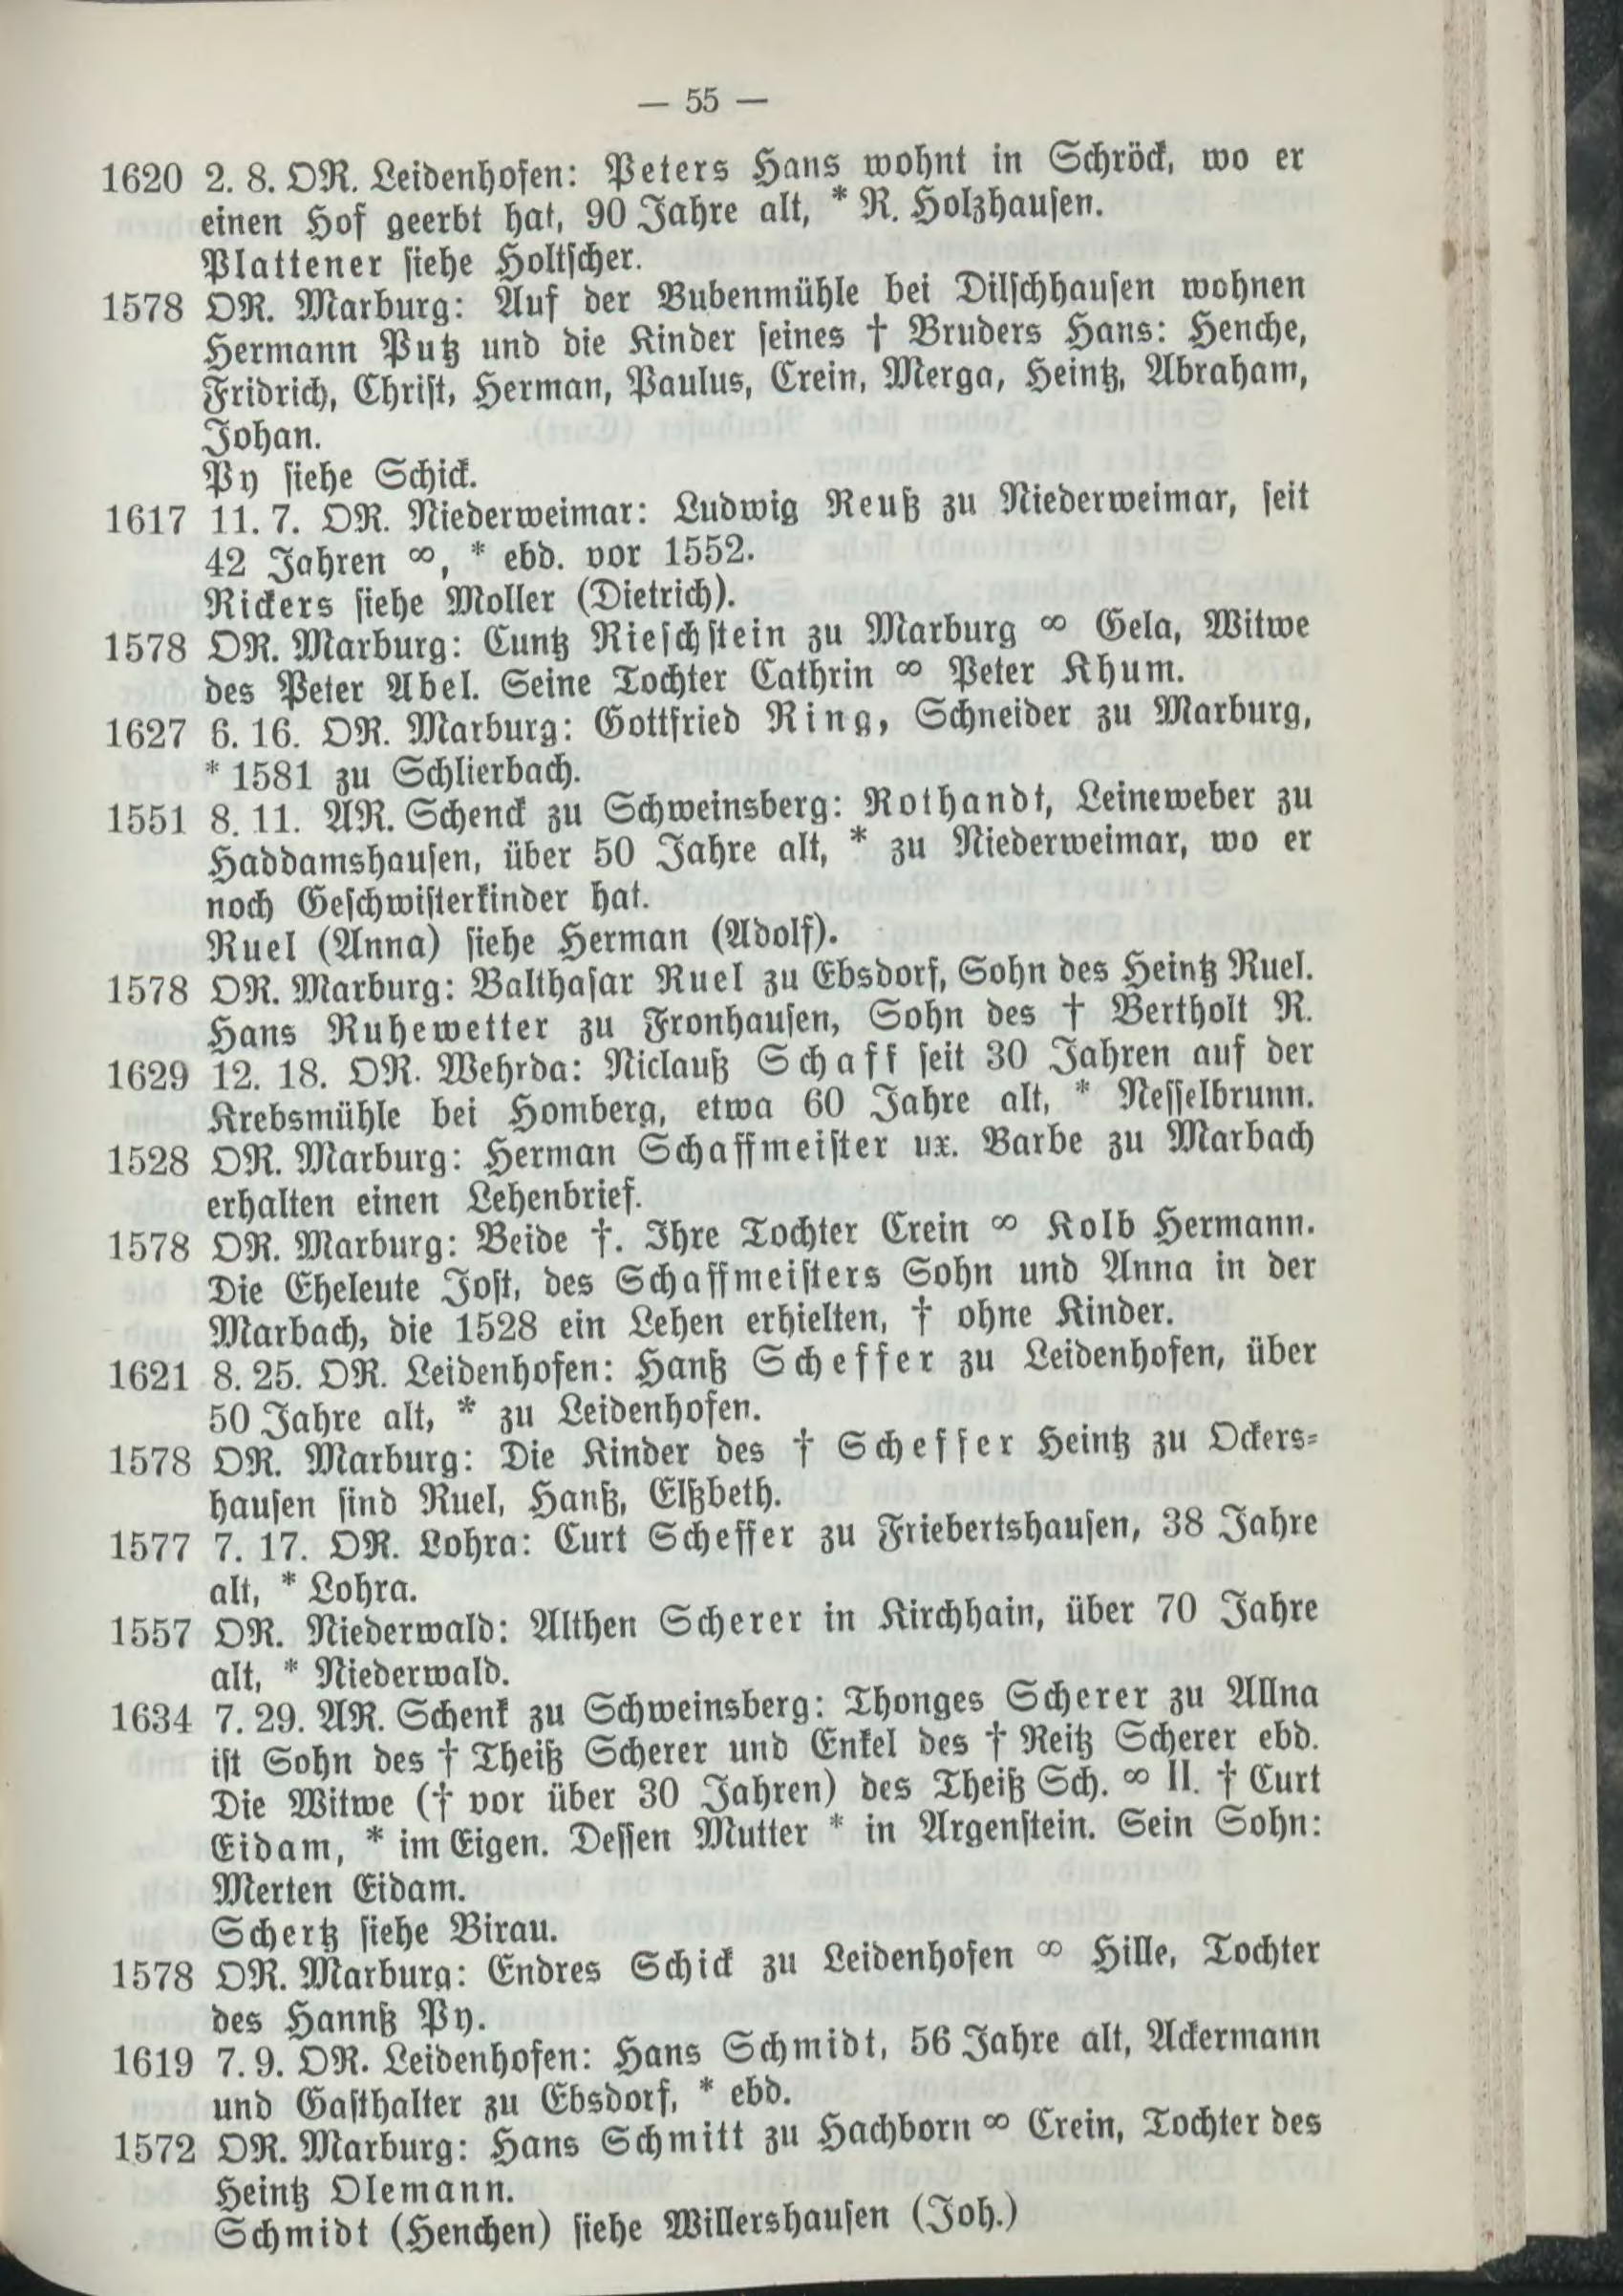 — 55 —
1620 2. 8. OR. Leidenhofen: Peters Hans wohnt in Schröck, wo er
einen Hof geerbt hat, 90 Jahre alt, * R. Holzhausen.
Plattener siehe Holtscher.
1578 OR. Marburg: Auf der Bubenmühle bei Dilschhausen wohnen
Hermann Putz und die Kinder seines † Bruders Hans: Henche,
Fridrich, Christ, Herman, Paulus, Crein, Merga, Heintz, Abraham,
Johan.
Py siehe Schick.
1617 11. 7. OR. Niederweimar: Ludwig Reuß zu Niederweimar, seit
42 Jahren ∞, * ebd. vor 1552.
Rickers siehe Moller (Dietrich).
1578 OR. Marburg: Cuntz Rieschstein zu Marburg ∞ Gela, Witwe
des Peter Abel. Seine Tochter Cathrin ∞ Peter Khum.
1627 6. 16. OR. Marburg: Gottfried Ring, Schneider zu Marburg,
* 1581 zu Schlierbach.
1551 8. 11. AR. Schenck zu Schweinsberg: Rothandt, Leineweber zu
Haddamshausen, über 50 Jahre alt, * zu Niederweimar, wo er
noch Geschwisterkinder hat.
Ruel (Anna) siehe Herman (Adolf).
1578 OR. Marburg: Balthasar Ruel zu Ebsdorf, Sohn des Heintz Ruel.
Hans Ruhewetter zu Fronhausen, Sohn des † Bertholt R.
1629 12. 18. OR. Wehrda: Niclauß Schaff seit 30 Jahren auf der
Krebsmühle bei Homberg, etwa 60 Jahre alt, * Nesselbrunn.
1528 OR. Marburg: Herman Schaffmeister ux. Barbe zu Marbach
erhalten einen Lehenbrief.
1578 OR. Marburg: Beide †. Ihre Tochter Crein ∞ Kolb Hermann.
Die Eheleute Jost, des Schaffmeisters Sohn und Anna in der
Marbach, die 1528 ein Lehen erhielten, † ohne Kinder.
1621 8. 25. OR. Leidenhofen: Hanß Scheffer zu Leidenhofen, über
50 Jahre alt, * zu Leidenhofen.
1578 OR. Marburg: Die Kinder des † Scheffer Heintz zu Ockers-
hausen sind Ruel, Hanß, Elßbeth.
1577 7. 17. OR. Lohra: Curt Scheffer zu Friebertshausen, 38 Jahre
alt, * Lohra.
1557 OR. Niederwald: Althen Scherer in Kirchhain, über 70 Jahre
alt, * Niederwald.
1634 7. 29. AR. Schenk zu Schweinsberg: Thonges Scherer zu Allna
ist Sohn des † Theiß Scherer und Enkel des † Reitz Scherer ebd.
Die Witwe († vor über 30 Jahren) des Theiß Sch. ∞ II. † Curt
Eidam, * im Eigen. Dessen Mutter * in Argenstein. Sein Sohn:
Merten Eidam.
Schertz siehe Birau.
1578 OR. Marburg: Endres Schick zu Leidenhofen ∞ Hille, Tochter
des Hannß Py.
1619 7. 9. OR. Leidenhofen: Hans Schmidt, 56 Jahre alt, Ackermann
und Gasthalter zu Ebsdorf, * ebd.
1572 OR. Marburg: Hans Schmitt zu Hachborn ∞ Crein, Tochter des
Heintz Olemann.
Schmidt (Henchen) siehe Willershausen (Joh.)